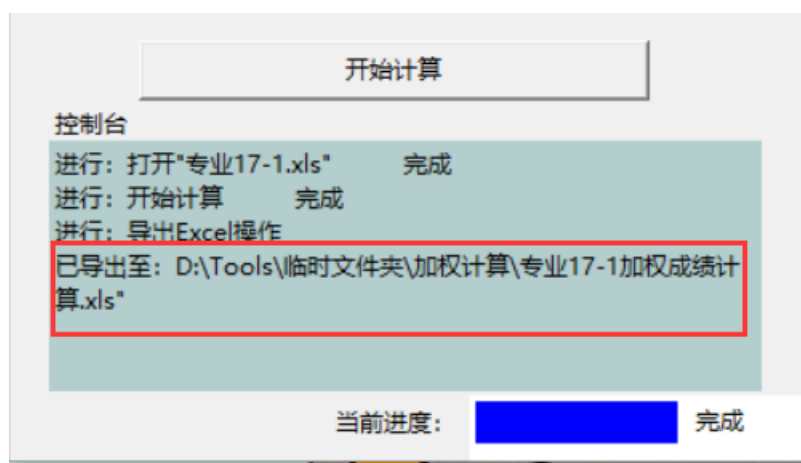 开始计算
控制台
进行：打开"专业17-1.xls" 完成
进行：开始计算 完成
进行：导出Excel操作
已导出至：D:\Tools\临时文件夹\加权计算\专业17-1加权成绩计
算.xls"
当前进度： 完成